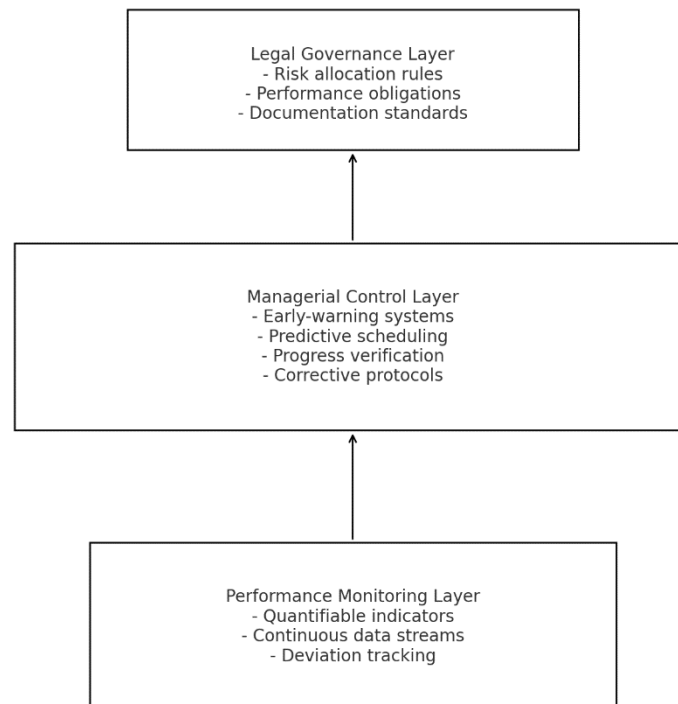 Legal Governance Layer
- Risk allocation rules
- Performance obligations
- Documentation standards
Managerial Control Layer
- Early-warning systems
- Predictive scheduling
- Progress verification
- Corrective protocols
Performance Monitoring Layer
- Quantifiable indicators
- Continuous data streams
- Deviation tracking